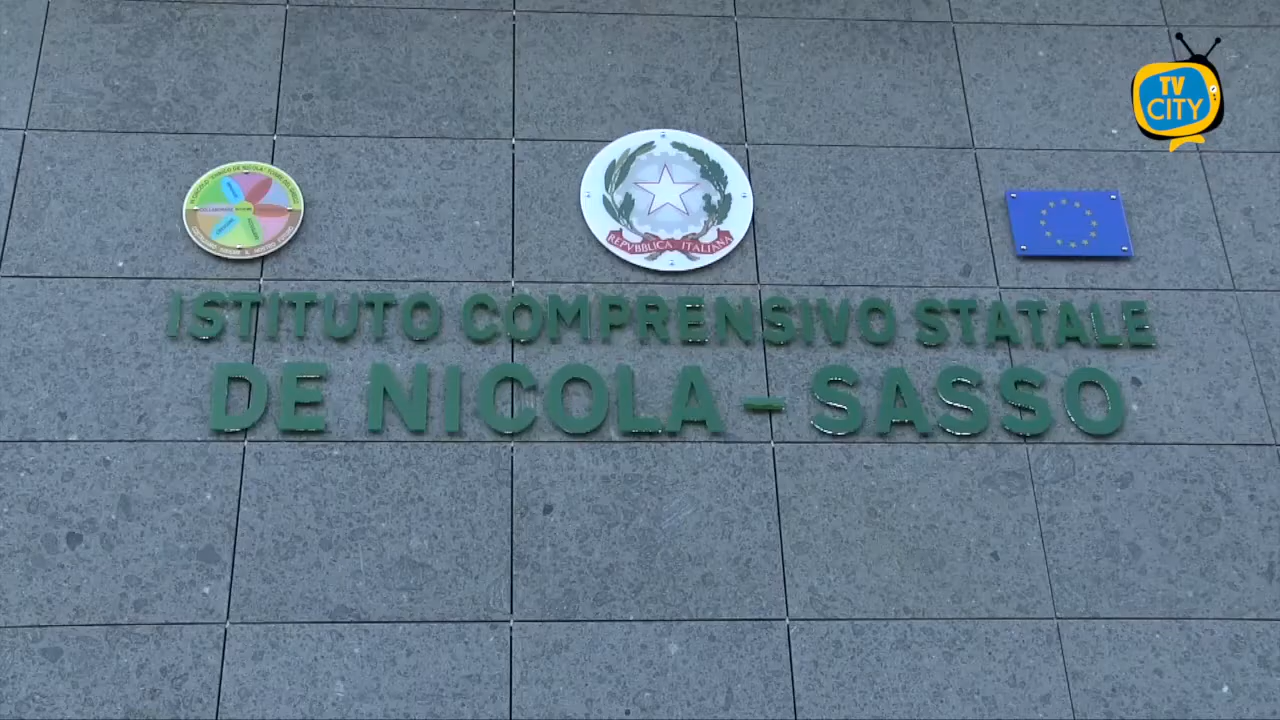 TV
CITY
REPVBBLICA ITALIANA
ISTITUTO COMPRENSIVO STATALE
DE NICOLA – SASSO